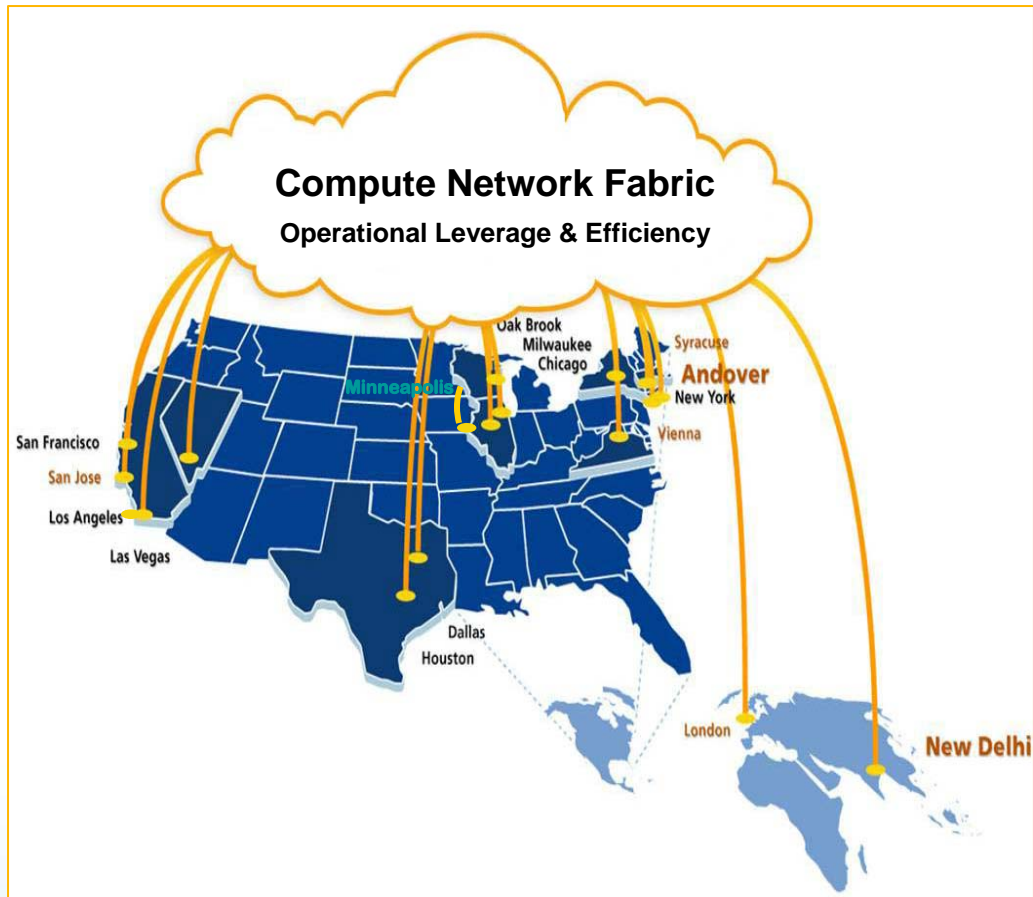 Compute Network Fabric
Operational Leverage & Efficiency
Oak Brook
Milwaukee
Chicago
Syracuse
Andover
New York
Minneapolis
Vienna
San Francisco
San Jose
Los Angeles
Las Vegas
Dallas
Houston
London
New Delhi